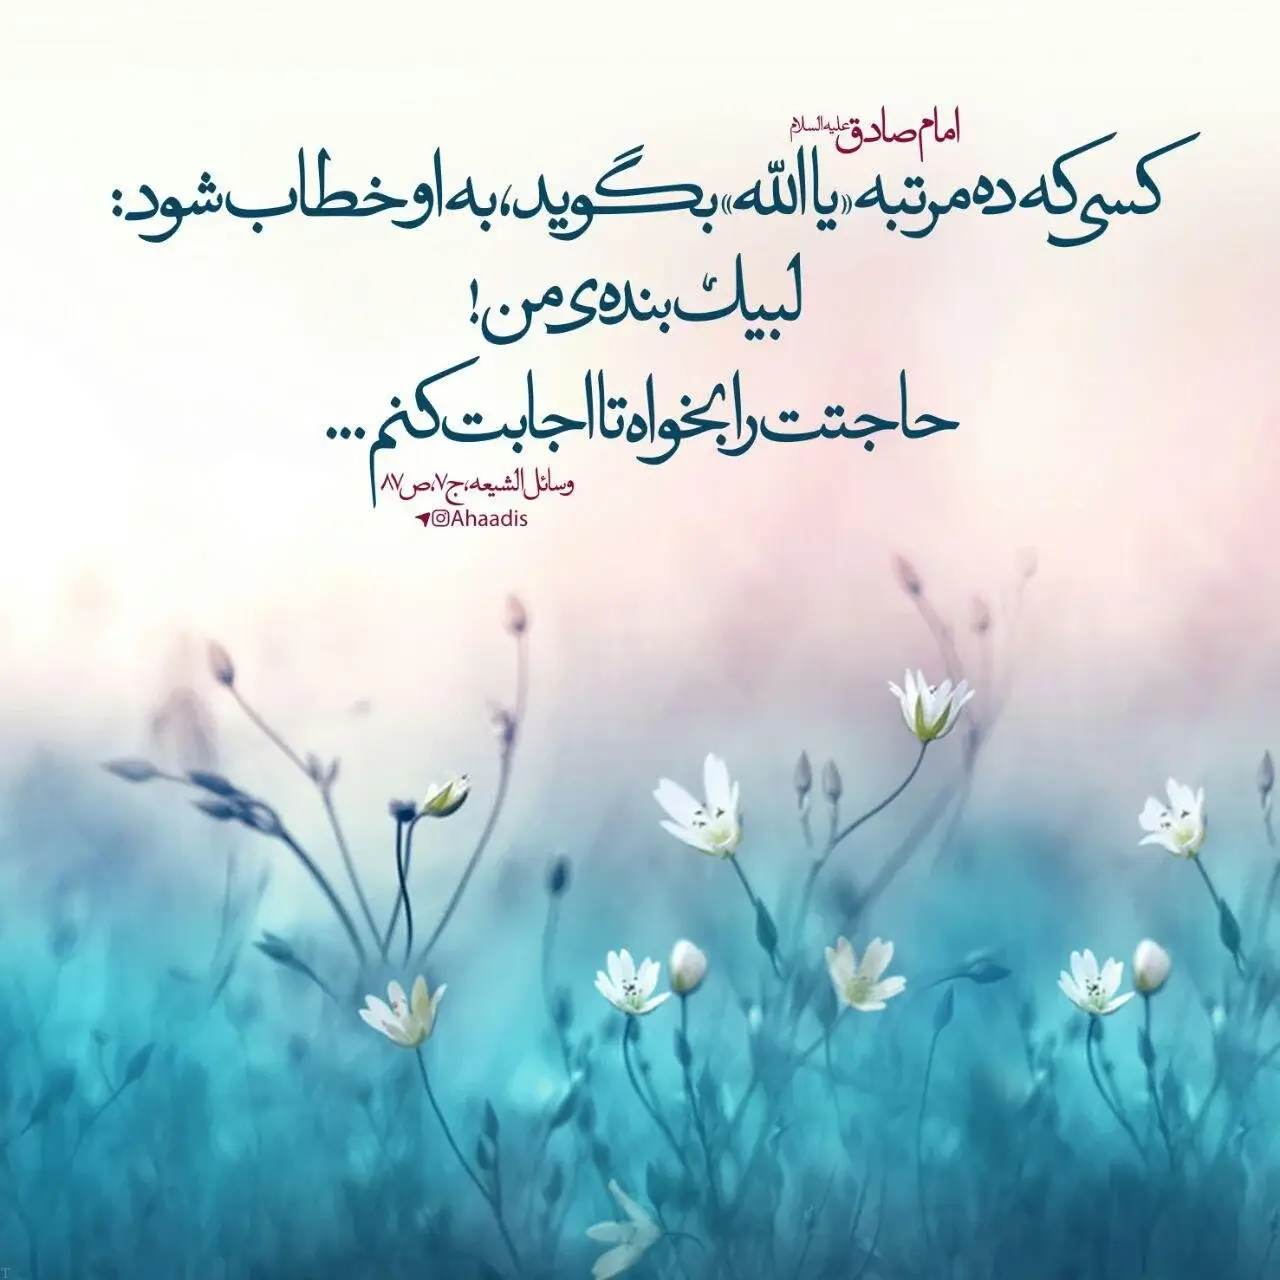 امام صادق علیه‌السلام
کسی که ده مرتبه «یا الله» بگوید، به او خطاب شود:
لبیک بنده‌ی من!
حاجتت را بخواه تا اجابت کنم...
وسائل الشیعه، ج۷، ص۸۷
Ahaadis